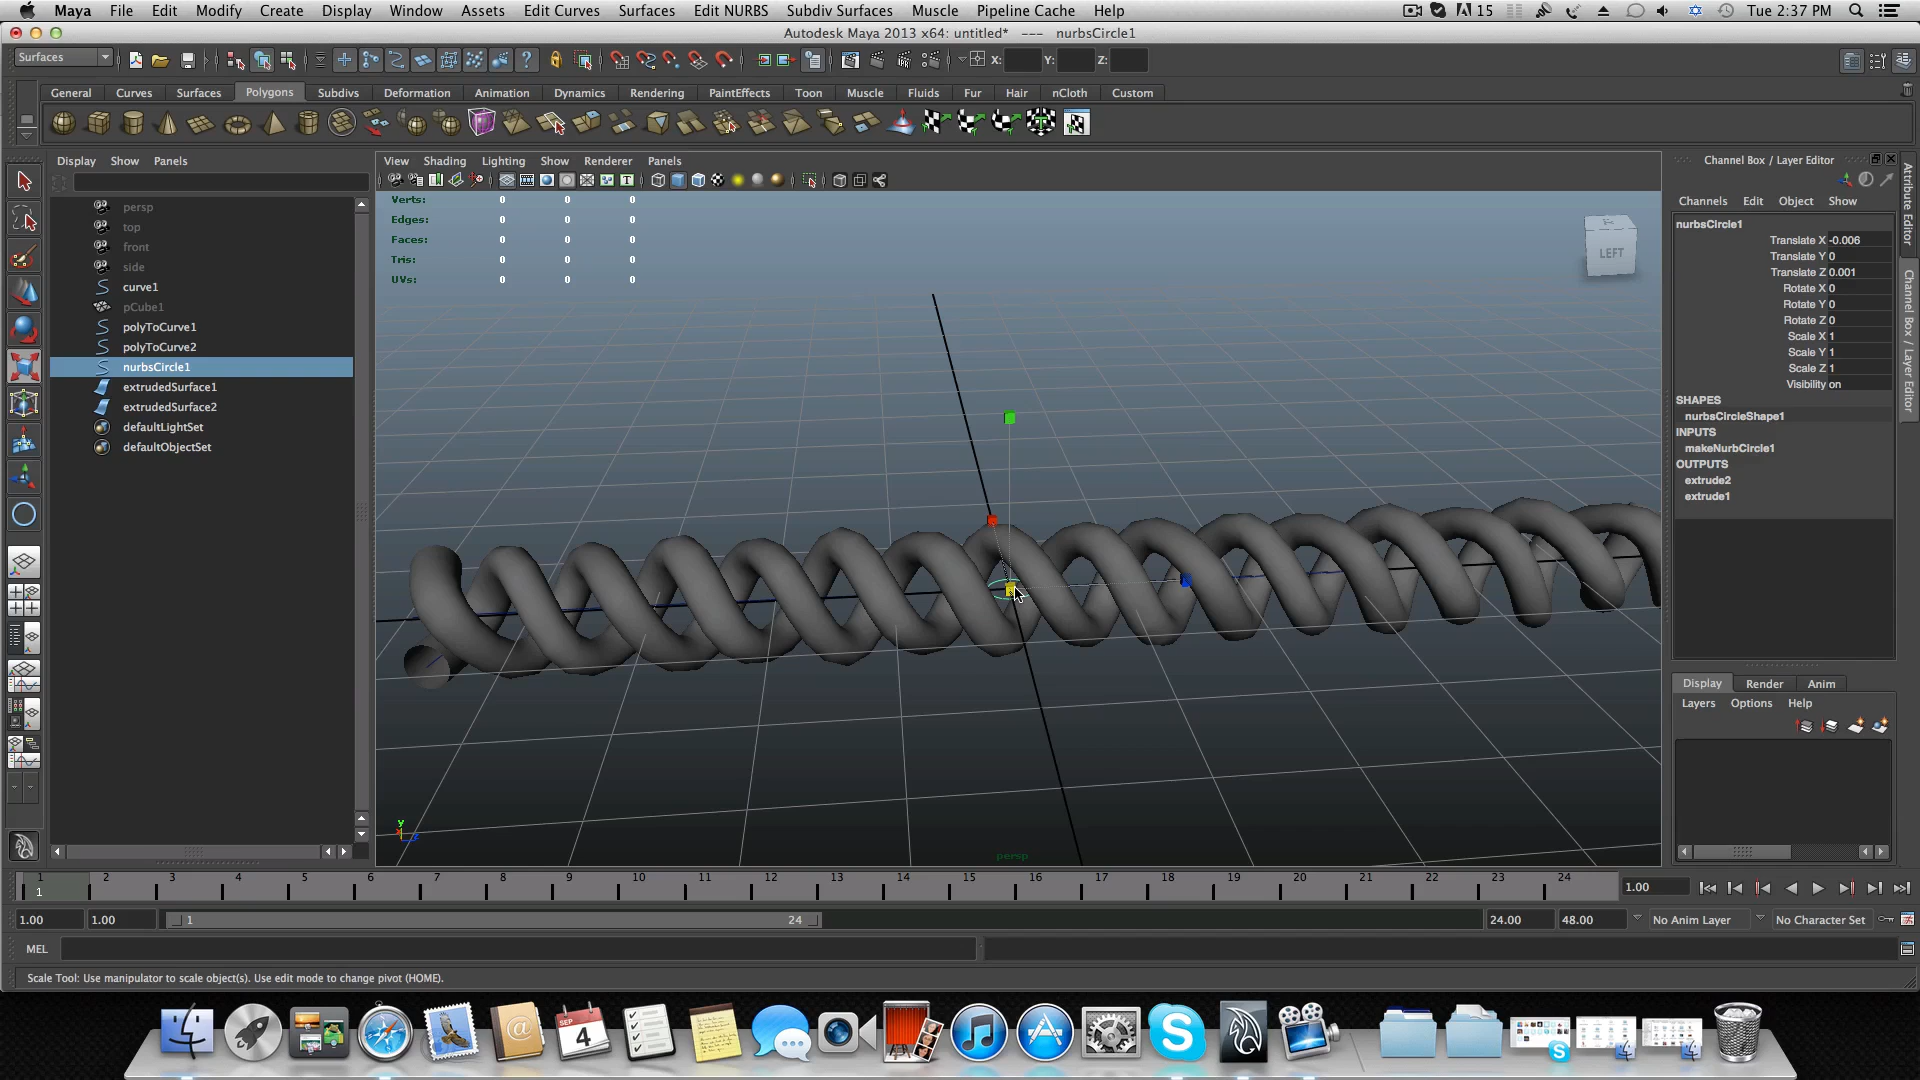 Maya File Edit Modify Create Display Window Assets Edit Curves Surfaces Edit NURBS Subdiv Surfaces Muscle Pipeline Cache Help 15 Tue 2:37 PM
Autodesk Maya 2013 x64: untitled* --- nurbsCircle1
Surfaces X: Y: Z:
General Curves Surfaces Polygons Subdivs Deformation Animation Dynamics Rendering PaintEffects Toon Muscle Fluids Fur Hair nCloth Custom
Display Show Panels
View Shading Lighting Show Renderer Panels
Channel Box / Layer Editor
Channels Edit Object Show
persp
top
front
side
curve1
pCube1
polyToCurve1
polyToCurve2
nurbsCircle1
extrudedSurface1
extrudedSurface2
defaultLightSet
defaultObjectSet
Verts: 0 0 0
Edges: 0 0 0
Faces: 0 0 0
Tris: 0 0 0
UVs: 0 0 0
LEFT
y
persp
nurbsCircle1
Translate X -0.006
Translate Y 0
Translate Z 0.001
Rotate X 0
Rotate Y 0
Rotate Z 0
Scale X 1
Scale Y 1
Scale Z 1
Visibility on
SHAPES
nurbsCircleShape1
INPUTS
makeNurbCircle1
OUTPUTS
extrude2
extrude1
Attribute Editor
Channel Box / Layer Editor
Display Render Anim
Layers Options Help
1 2 3 4 5 6 7 8 9 10 11 12 13 14 15 16 17 18 19 20 21 22 23 24
1 1.00
1.00 1.00 1 24 24.00 48.00 No Anim Layer No Character Set
MEL
Scale Tool: Use manipulator to scale object(s). Use edit mode to change pivot (HOME).
SEP
4